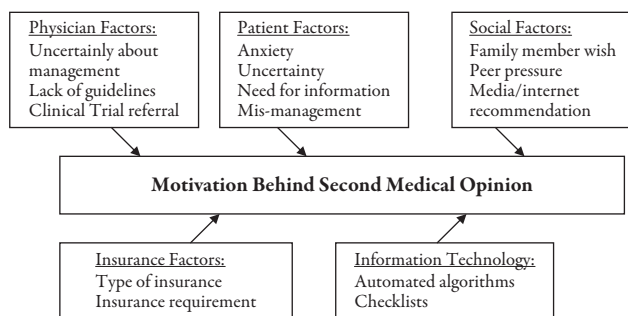 Physician Factors:
Uncertainly about
management
Lack of guidelines
Clinical Trial referral
Patient Factors:
Anxiety
Uncertainty
Need for information
Mis-management
Social Factors:
Family member wish
Peer pressure
Media/internet
recommendation
Motivation Behind Second Medical Opinion
Insurance Factors:
Type of insurance
Insurance requirement
Information Technology:
Automated algorithms
Checklists